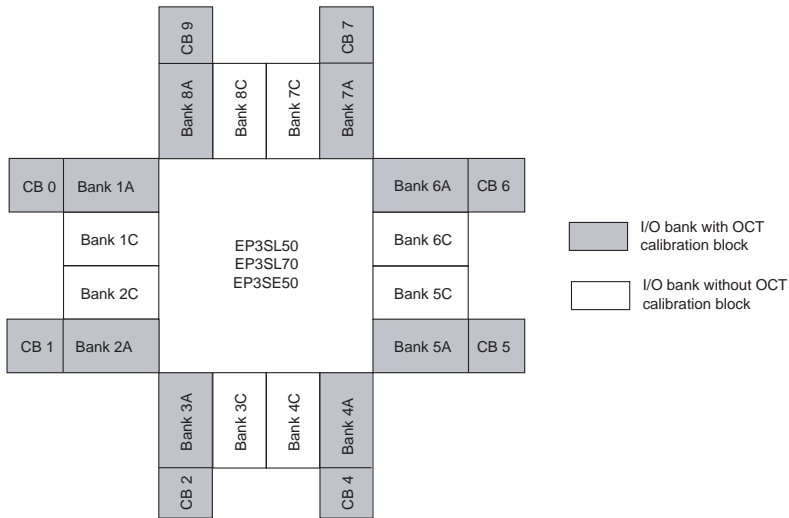 CB 9
CB 7
Bank 8A
Bank 8C
Bank 7C
Bank 7A
CB 0
Bank 1A
Bank 6A
CB 6
Bank 1C
Bank 6C
EP3SL50
EP3SL70
EP3SE50
Bank 2C
Bank 5C
CB 1
Bank 2A
Bank 5A
CB 5
Bank 3A
Bank 3C
Bank 4C
Bank 4A
CB 2
CB 4
I/O bank with OCT
calibration block
I/O bank without OCT
calibration block